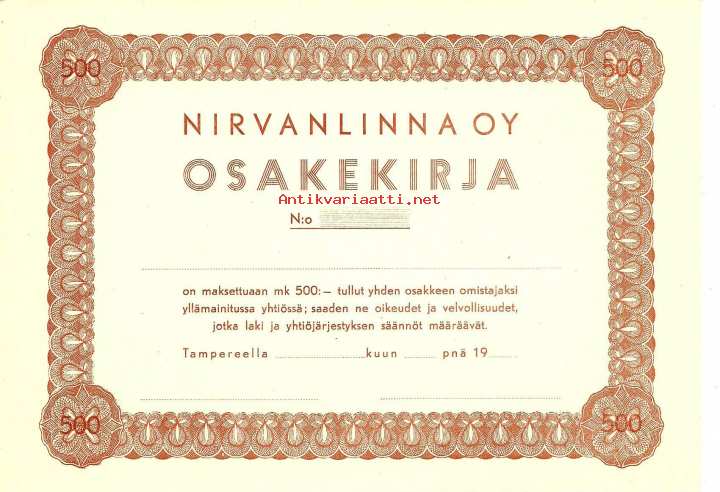 500 500
NIRVANLINNA OY
OSAKEKIRJA
Antikvariaatti.net
N:o
on maksettuaan mk 500:— tullut yhden osakkeen omistajaksi
yllämainitussa yhtiössä; saaden ne oikeudet ja velvollisuudet,
jotka laki ja yhtiöjärjestyksen säännöt määräävät.
Tampereella kuun pnä 19
500 500